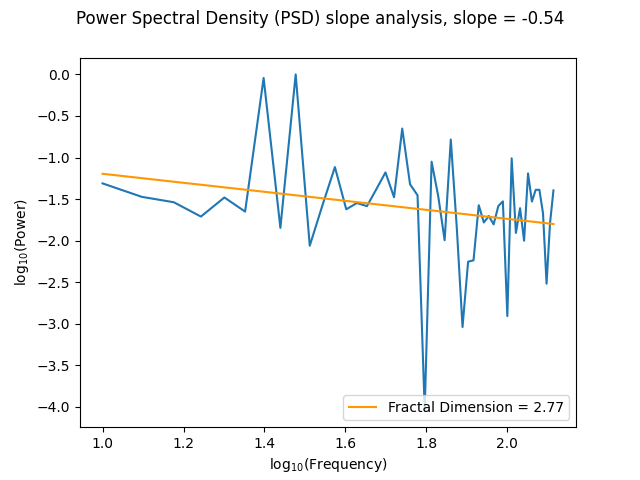 Power Spectral Density (PSD) slope analysis, slope = -0.54
0.0
−0.5
−1.0
−1.5
−2.0
−2.5
−3.0
−3.5
−4.0
log₁₀(Power)
Fractal Dimension = 2.77
1.0 1.2 1.4 1.6 1.8 2.0
log₁₀(Frequency)